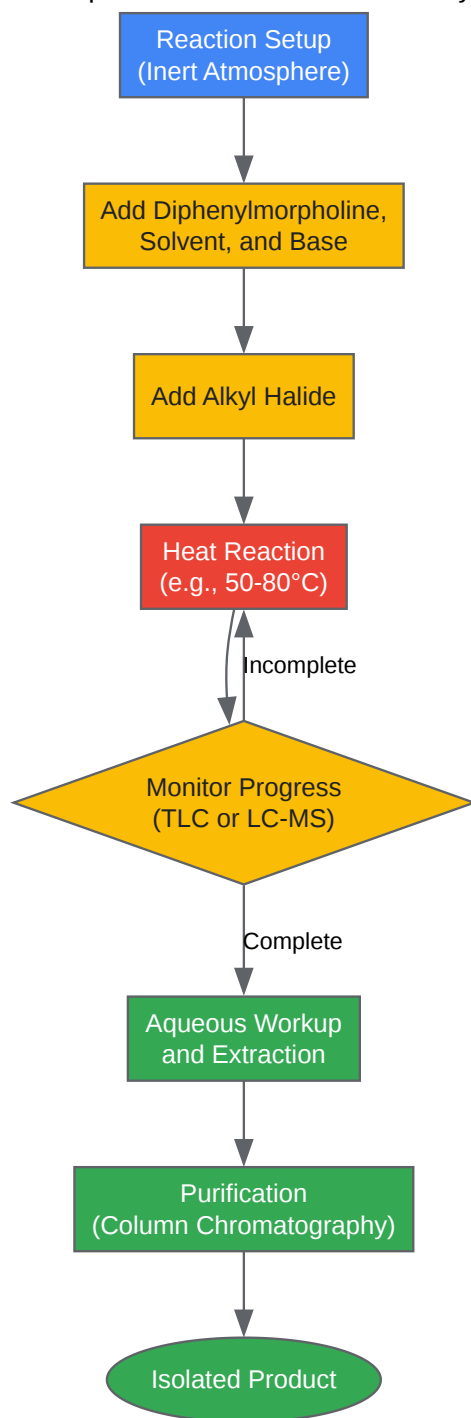 Reaction Setup
(Inert Atmosphere)
Add Diphenylmorpholine,
Solvent, and Base
Add Alkyl Halide
Heat Reaction
(e.g., 50-80°C)
Incomplete
Monitor Progress
(TLC or LC-MS)
Complete
Aqueous Workup
and Extraction
Purification
(Column Chromatography)
Isolated Product